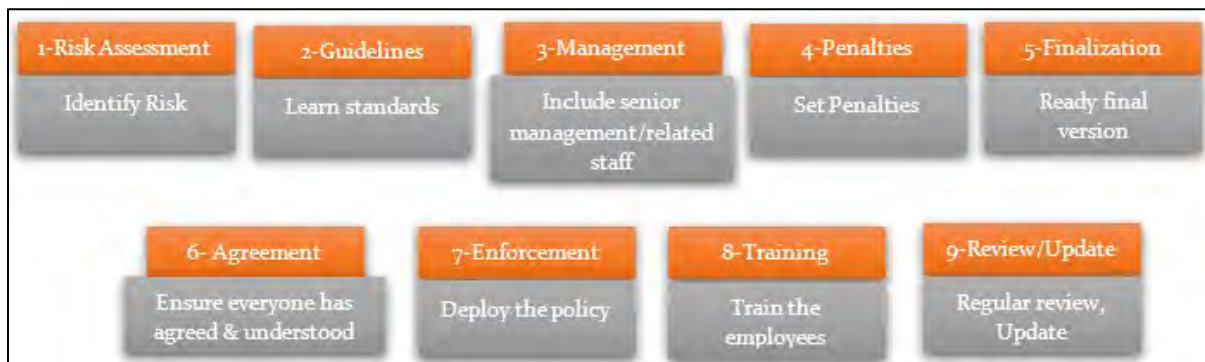 1-Risk Assessment
Identify Risk
2-Guidelines
Learn standards
3-Management
Include senior
management/related
staff
4-Penalties
Set Penalties
5-Finalization
Ready final
version
6- Agreement
Ensure everyone has
agreed & understood
7-Enforcement
Deploy the policy
8-Training
Train the
employees
9-Review/Update
Regular review,
Update